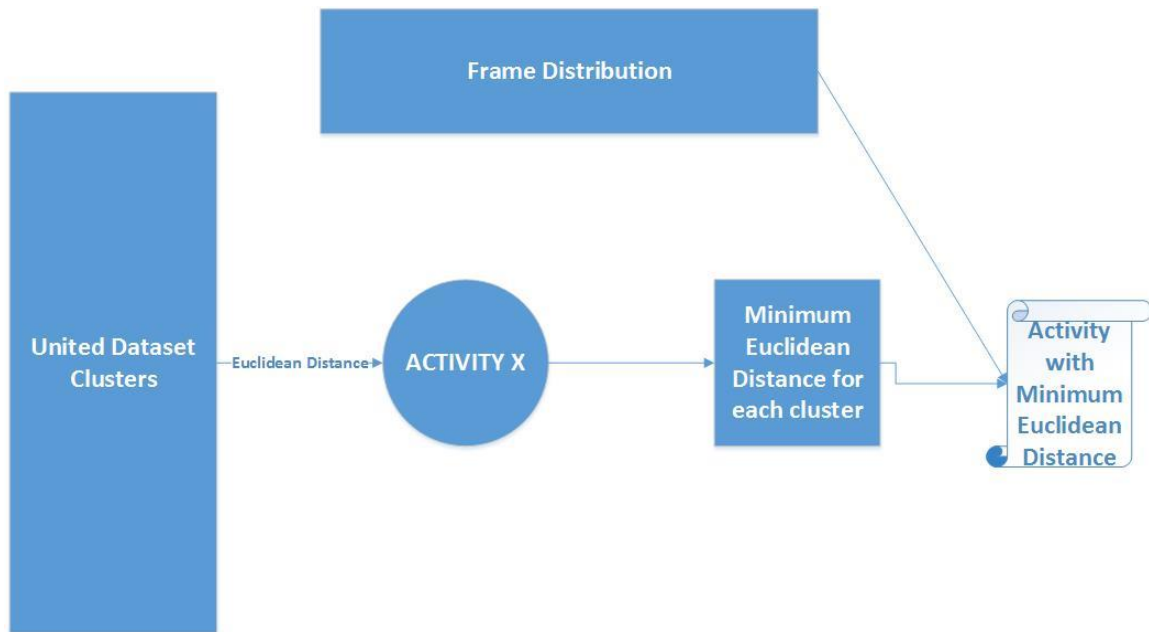 Frame Distribution
United Dataset
Clusters
Euclidean Distance
ACTIVITY X
Minimum
Euclidean
Distance for
each cluster
Activity
with
Minimum
Euclidean
Distance